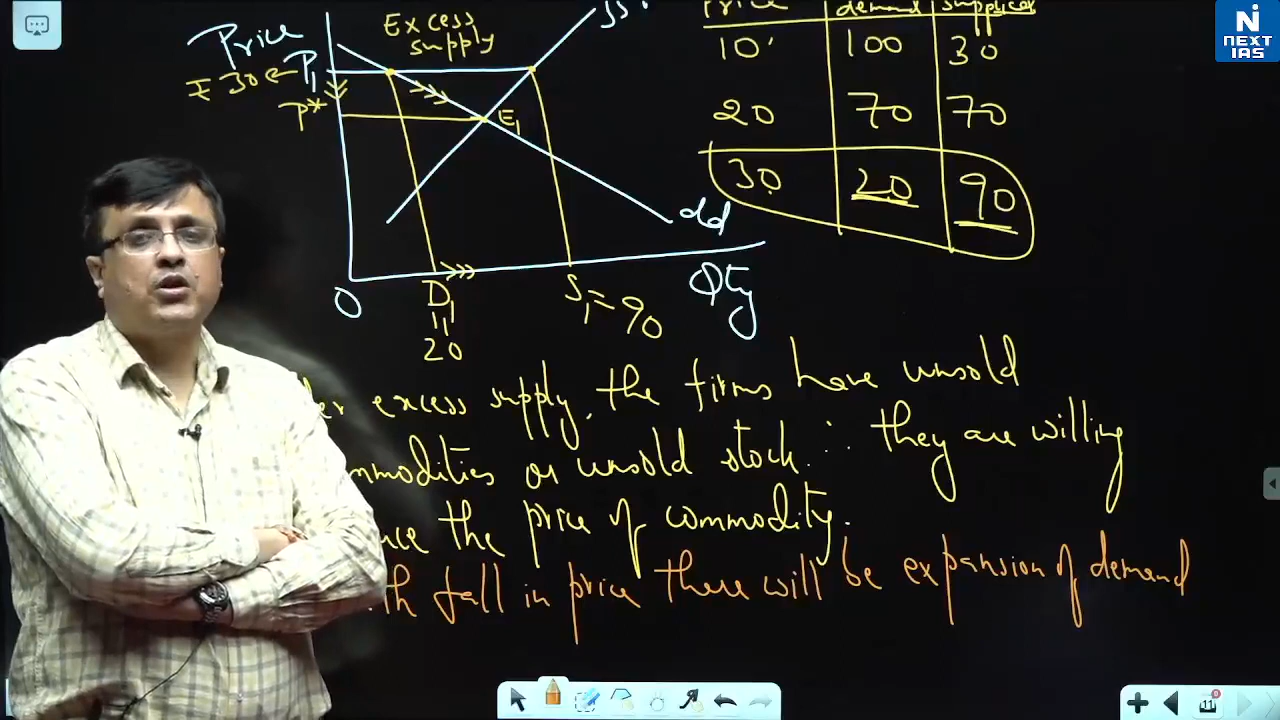 Price
Excess
supply
ss
₹30 ← P1
P*
E1
dd
O
D1
||
20
S1 = 90
Qty
Price demand supplied
10 100 30
20 70 70
30 20 90
N
NEXT
IAS
excess supply, the firms have unsold
or unsold stock. ∴ they are willing
the price of commodity.
fall in price there will be expansion of demand